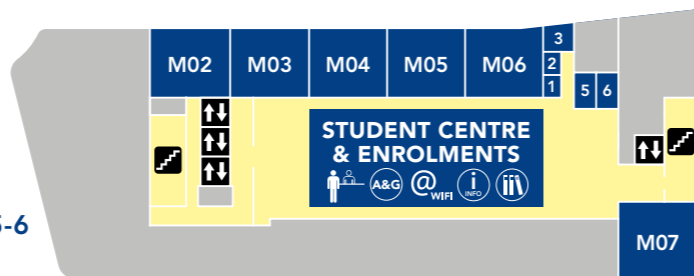 M02 M03 M04 M05 M06
3
2
1
5 6
STUDENT CENTRE
& ENROLMENTS
A&G @ WIFI i INFO
-6
M07